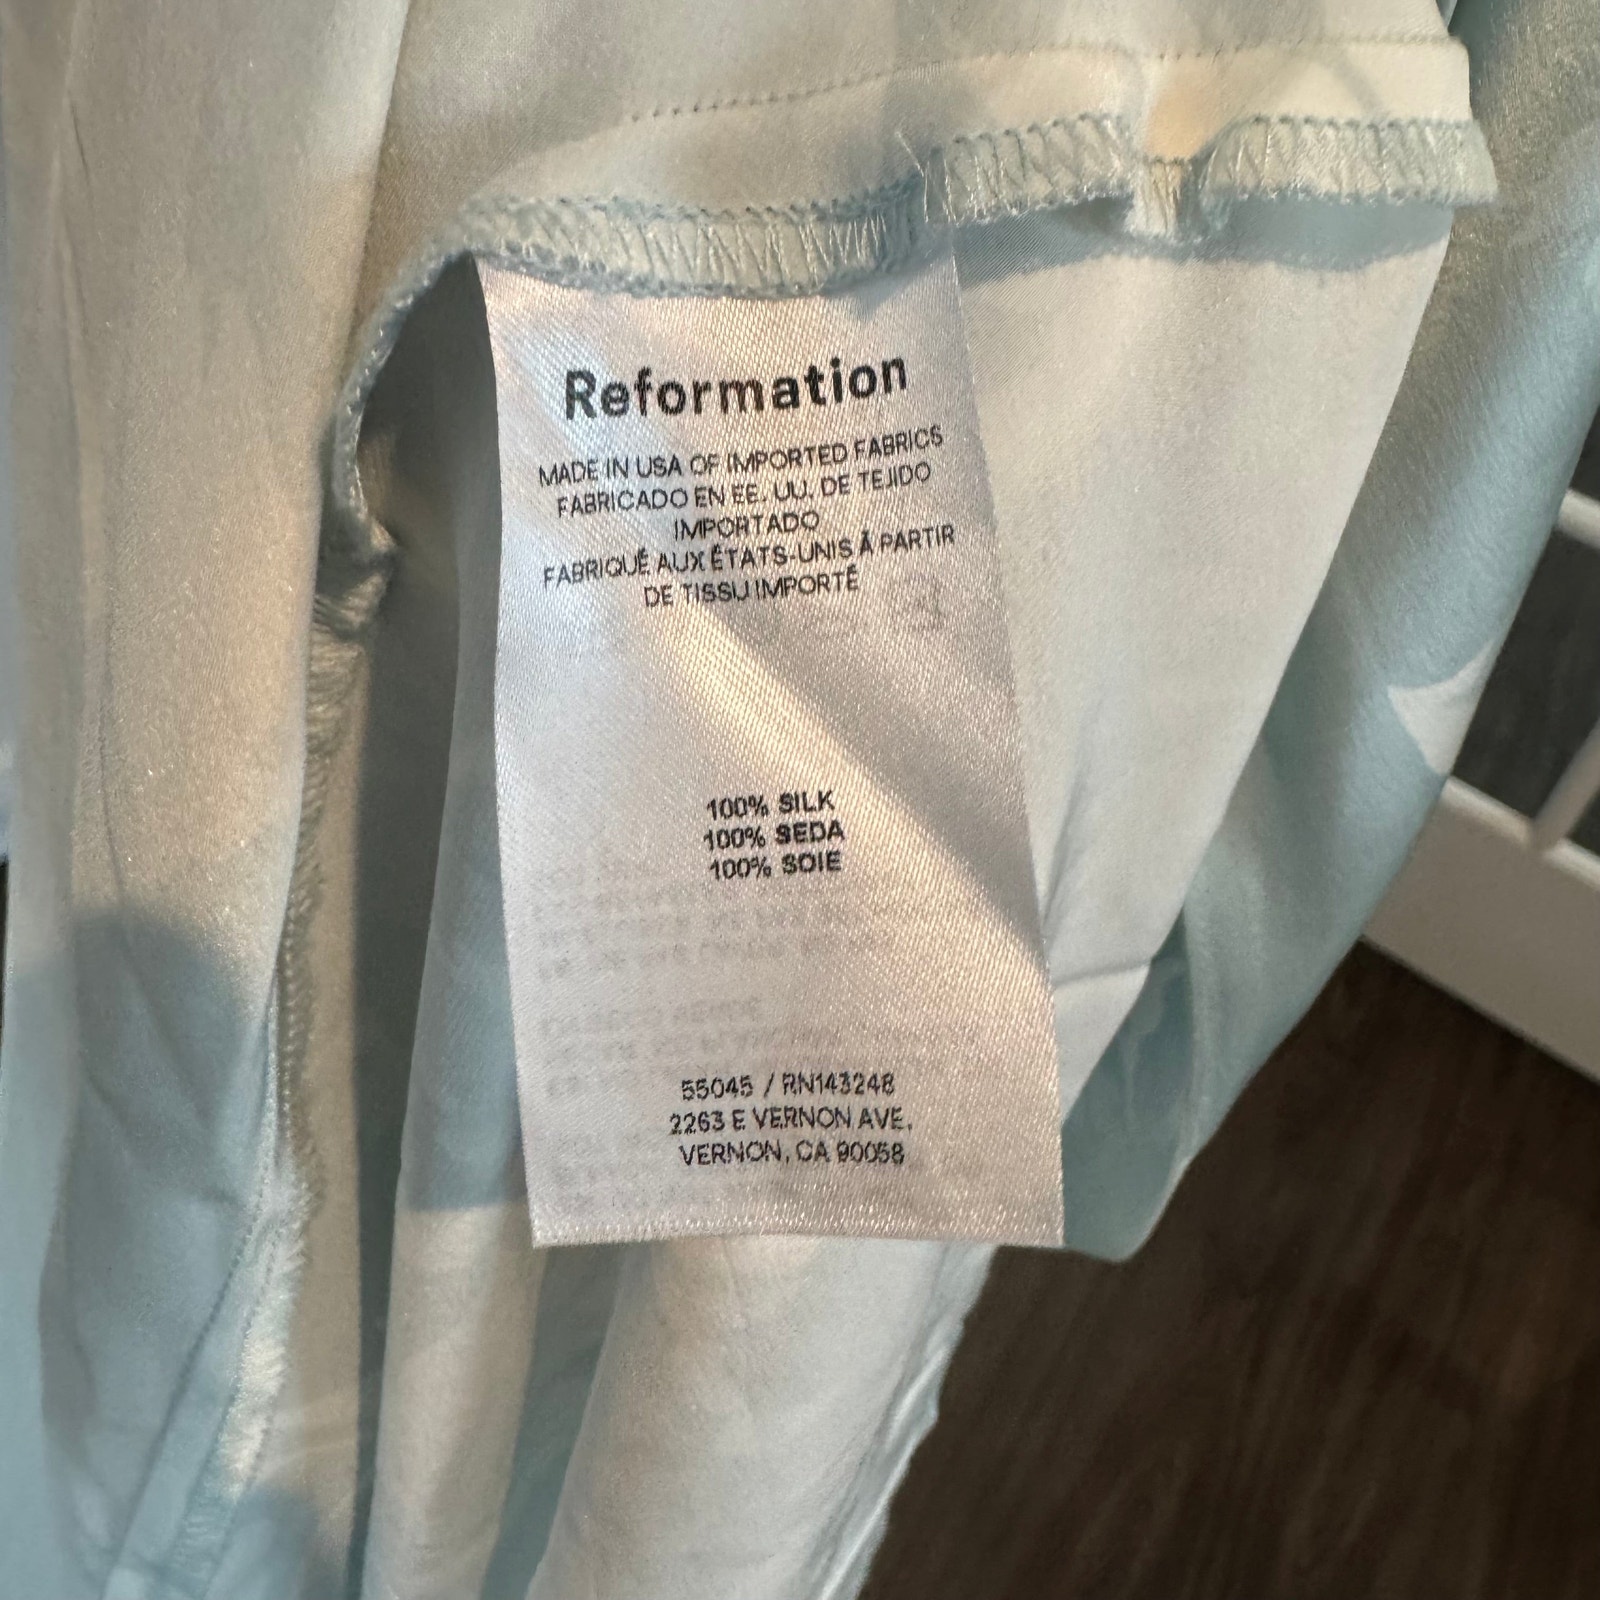 Reformation
MADE IN USA OF IMPORTED FABRICS
FABRICADO EN EE. UU. DE TEJIDO
IMPORTADO
FABRIQUÉ AUX ÉTATS-UNIS À PARTIR
DE TISSU IMPORTÉ
100% SILK
100% SEDA
100% SOIE
55045 / RN143248
2263 E VERNON AVE.
VERNON, CA 90058